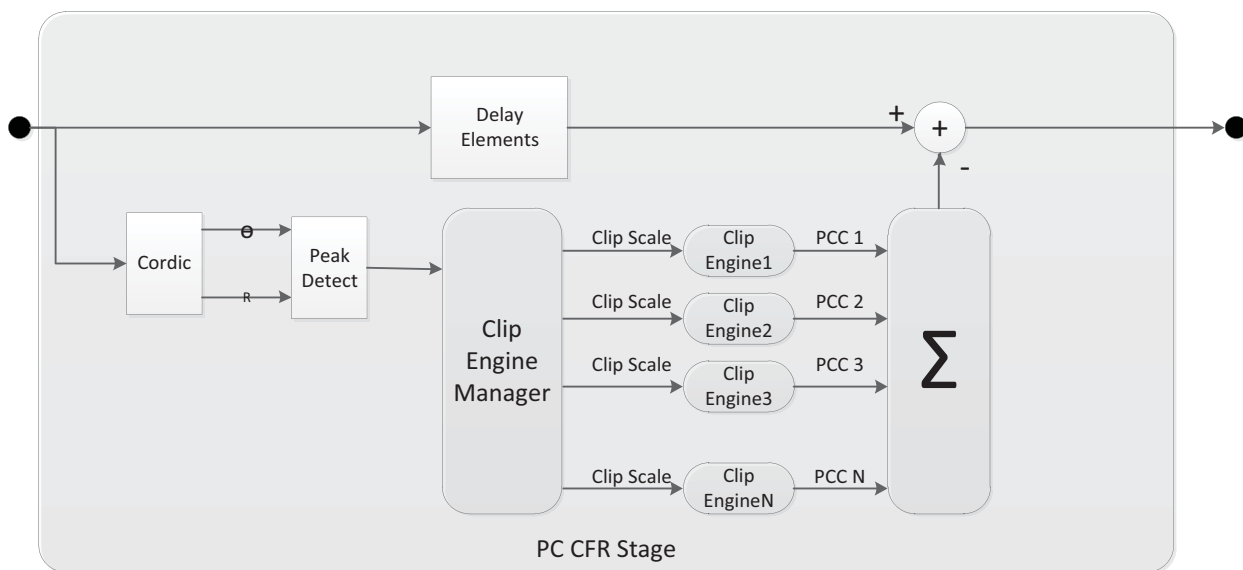 Delay
Elements
+
+
-
Cordic
Θ
R
Peak
Detect
Clip
Engine
Manager
Clip Scale
Clip
Engine1
PCC 1
Clip Scale
Clip
Engine2
PCC 2
Clip Scale
Clip
Engine3
PCC 3
Clip Scale
Clip
EngineN
PCC N
Σ
PC CFR Stage